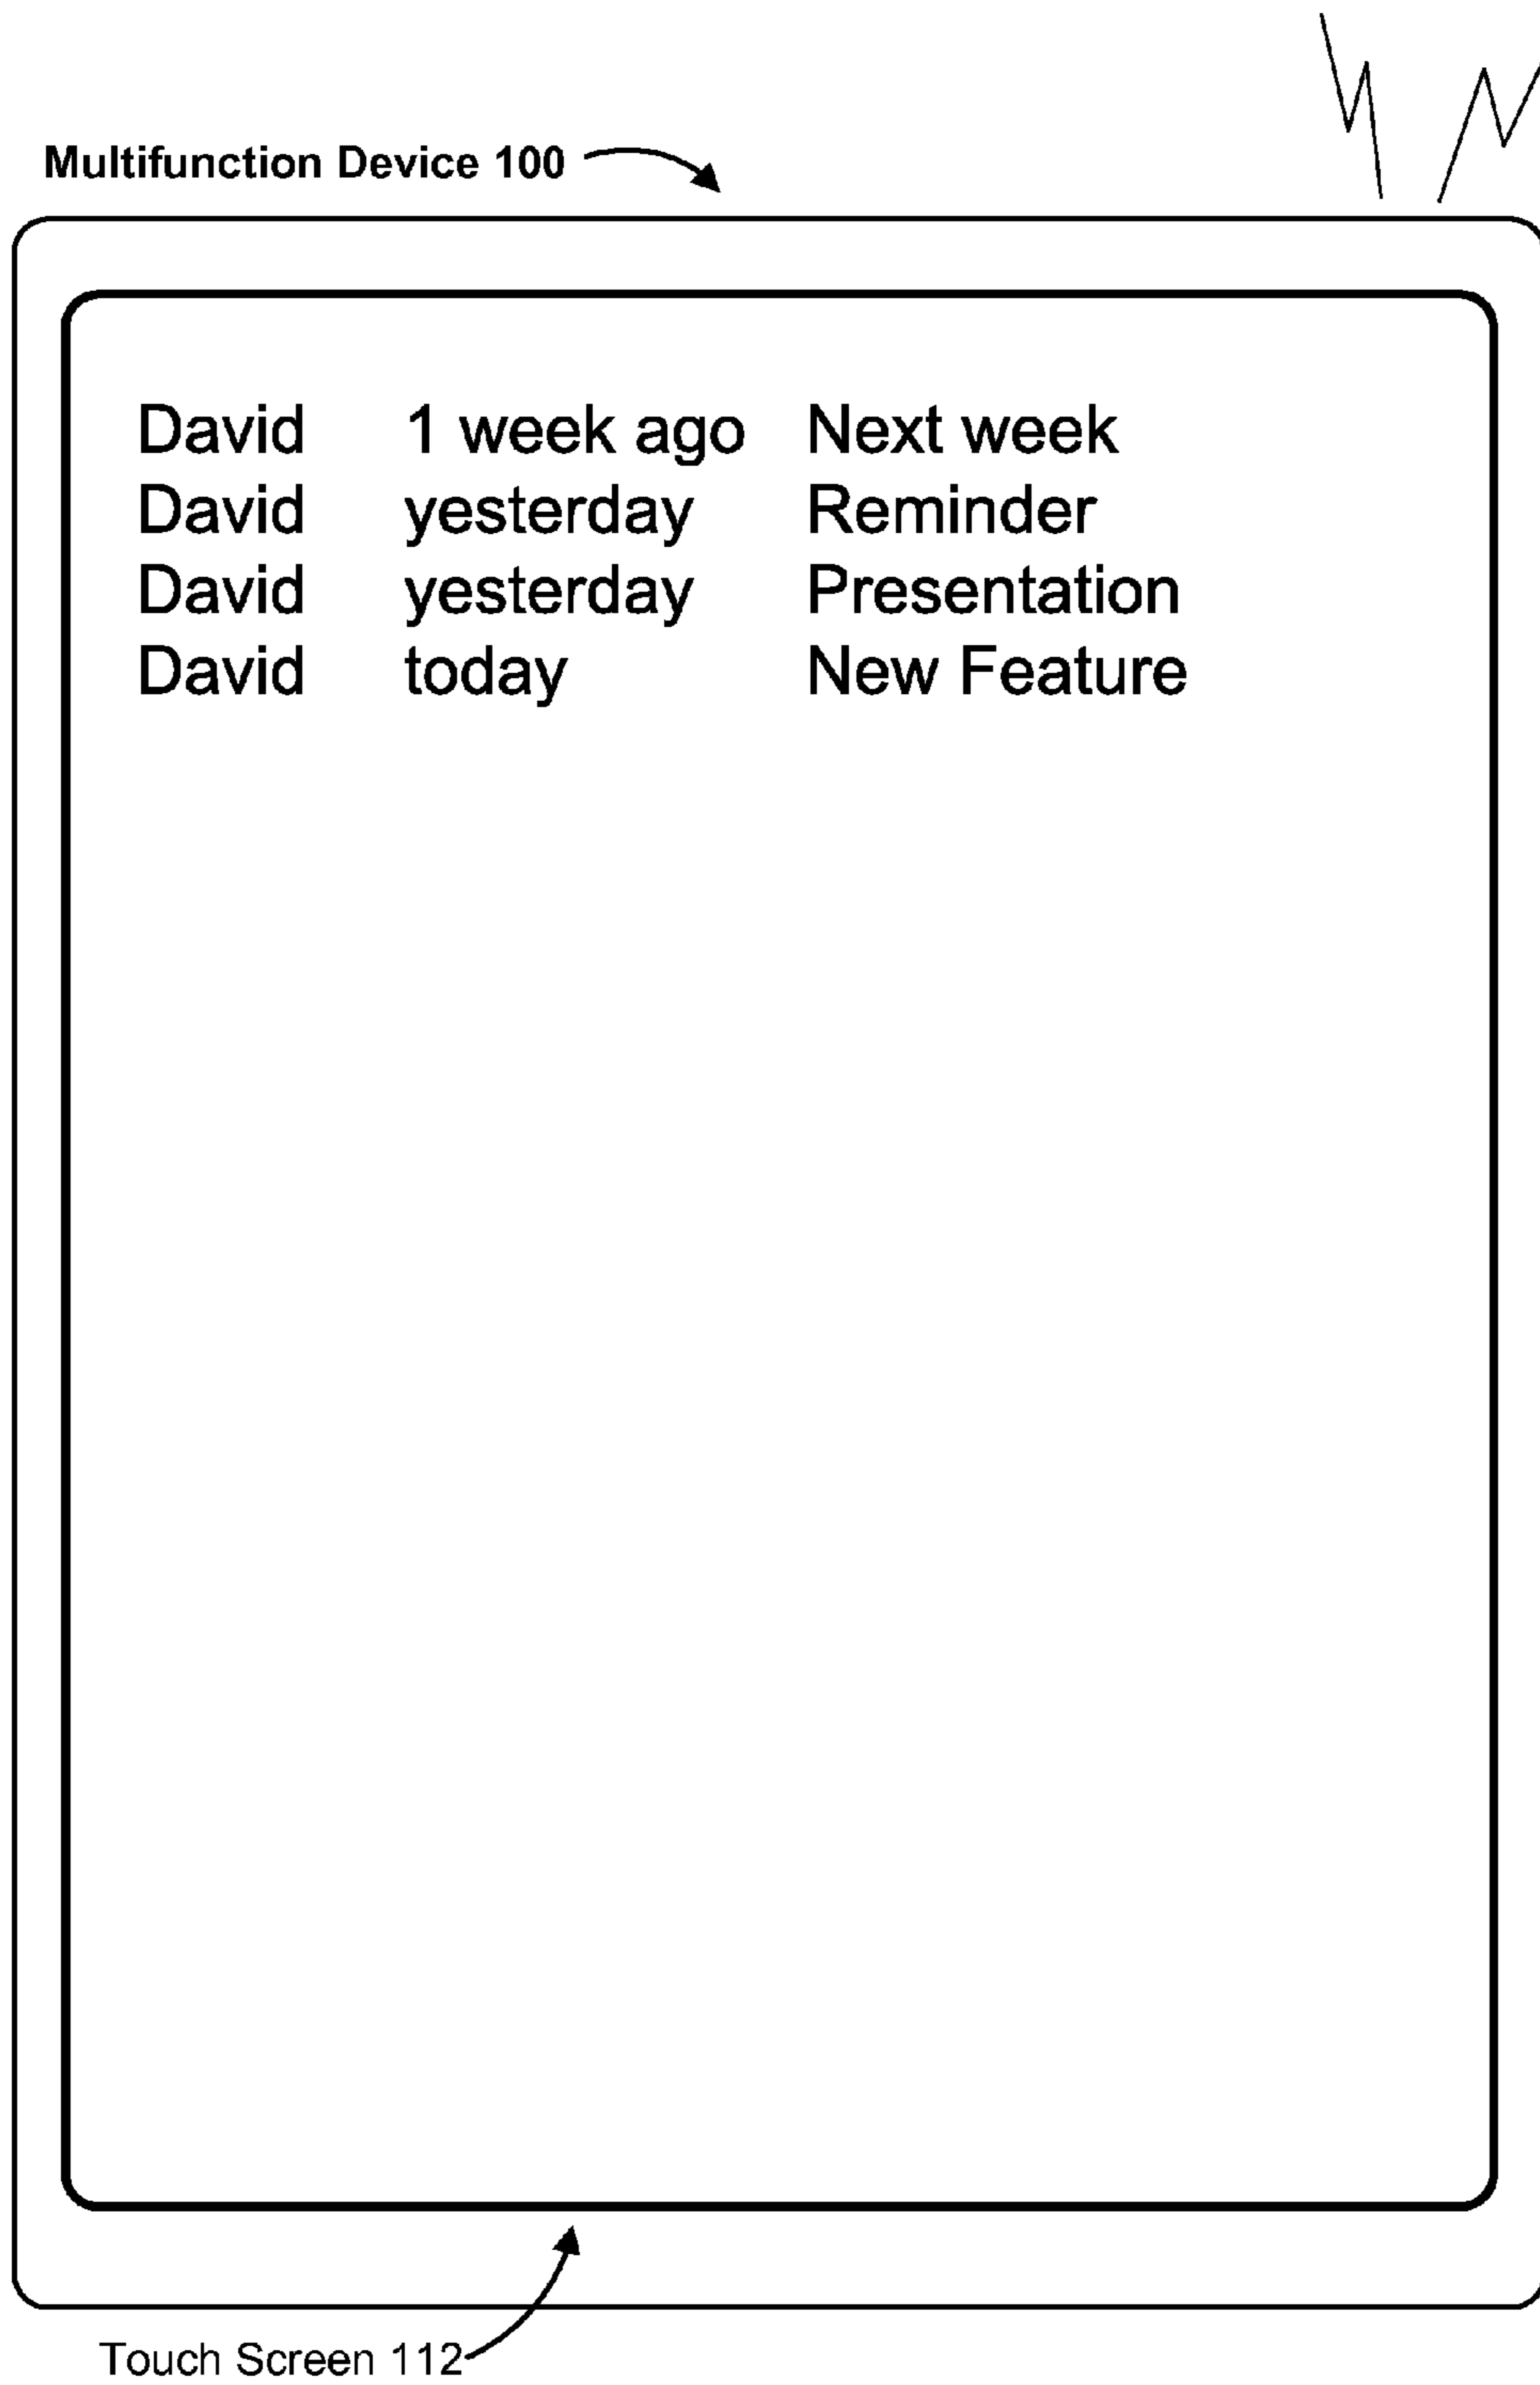 Multifunction Device 100
David 1 week ago Next week
David yesterday Reminder
David yesterday Presentation
David today New Feature
Touch Screen 112